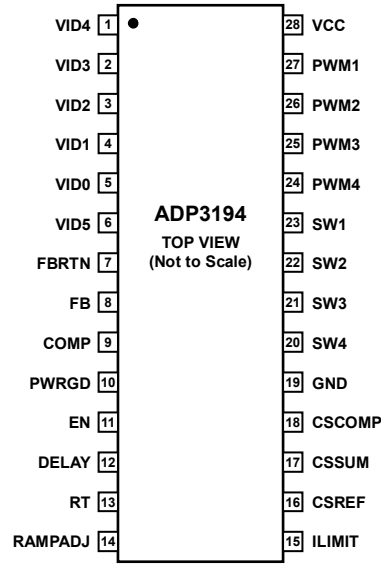 VID4 1 28 VCC
VID3 2 27 PWM1
VID2 3 26 PWM2
VID1 4 25 PWM3
VID0 5 24 PWM4
ADP3194
VID5 6 23 SW1
TOP VIEW
FBRTN 7 (Not to Scale) 22 SW2
FB 8 21 SW3
COMP 9 20 SW4
PWRGD 10 19 GND
EN 11 18 CSCOMP
DELAY 12 17 CSSUM
RT 13 16 CSREF
RAMPADJ 14 15 ILIMIT